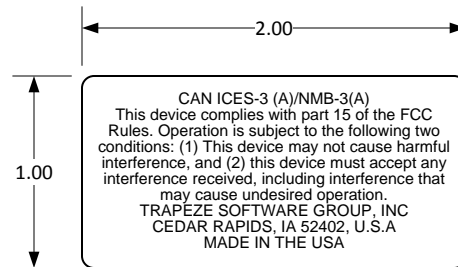 2.00
1.00
CAN ICES-3 (A)/NMB-3(A)
This device complies with part 15 of the FCC
Rules. Operation is subject to the following two
conditions: (1) This device may not cause harmful
interference, and (2) this device must accept any
interference received, including interference that
may cause undesired operation.
TRAPEZE SOFTWARE GROUP, INC
CEDAR RAPIDS, IA 52402, U.S.A
MADE IN THE USA